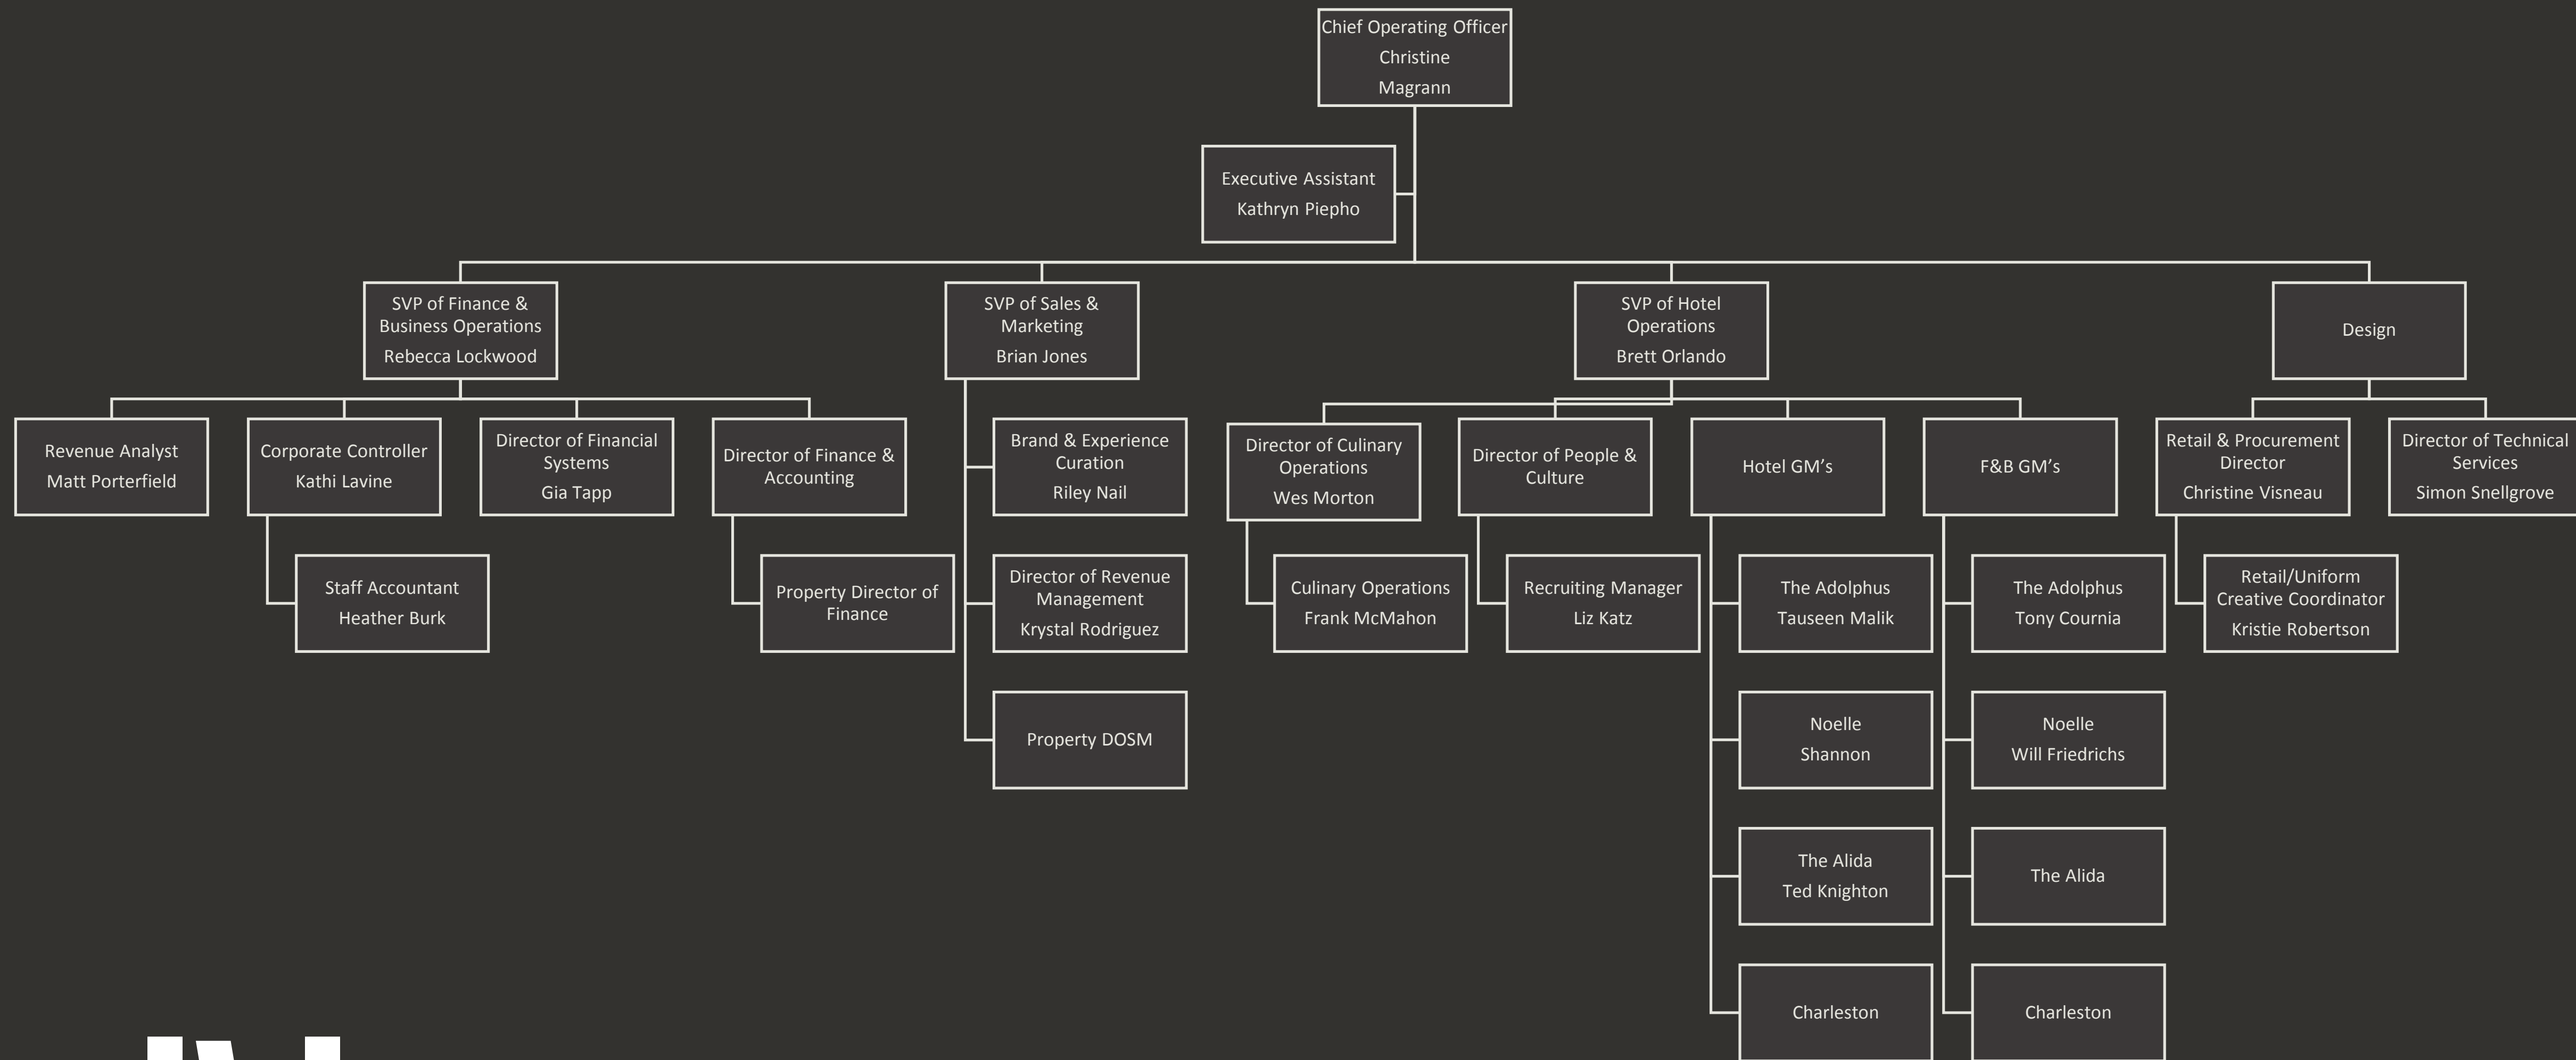 Chief Operating Officer
Christine
Magrann
Executive Assistant
Kathryn Piepho
SVP of Finance &
Business Operations
Rebecca Lockwood
SVP of Sales &
Marketing
Brian Jones
SVP of Hotel
Operations
Brett Orlando
Design
Revenue Analyst
Matt Porterfield
Corporate Controller
Kathi Lavine
Director of Financial
Systems
Gia Tapp
Director of Finance &
Accounting
Brand & Experience
Curation
Riley Nail
Director of Culinary
Operations
Wes Morton
Director of People &
Culture
Hotel GM’s
F&B GM’s
Retail & Procurement
Director
Christine Visneau
Director of Technical
Services
Simon Snellgrove
Staff Accountant
Heather Burk
Property Director of
Finance
Director of Revenue
Management
Krystal Rodriguez
Culinary Operations
Frank McMahon
Recruiting Manager
Liz Katz
The Adolphus
Tauseen Malik
The Adolphus
Tony Cournia
Retail/Uniform
Creative Coordinator
Kristie Robertson
Property DOSM
Noelle
Shannon
Noelle
Will Friedrichs
The Alida
Ted Knighton
The Alida
Charleston
Charleston